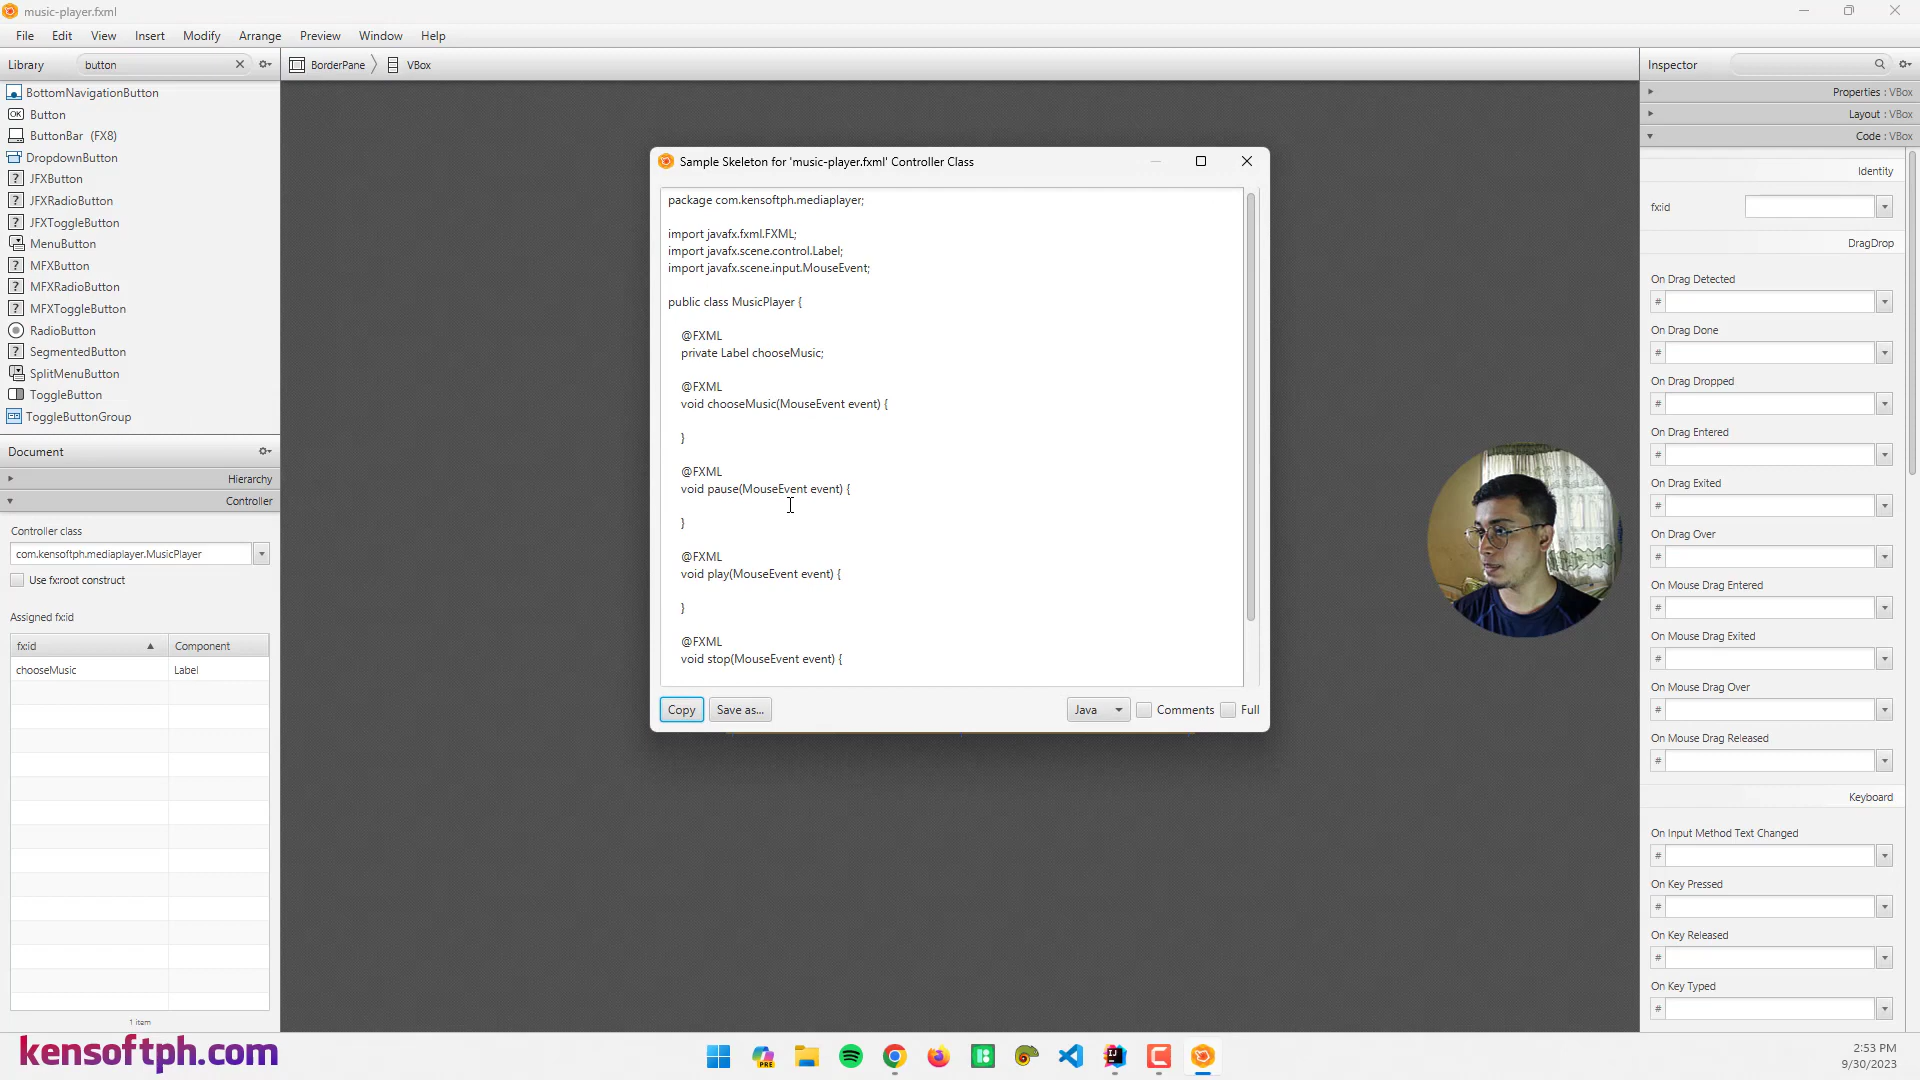 music-player.fxml
File Edit View Insert Modify Arrange Preview Window Help
Library button
BorderPane VBox
Inspector
BottomNavigationButton
OK Button
ButtonBar (FX8)
DropdownButton
? JFXButton
? JFXRadioButton
? JFXToggleButton
MenuButton
? MFXButton
? MFXRadioButton
? MFXToggleButton
RadioButton
? SegmentedButton
SplitMenuButton
ToggleButton
ToggleButtonGroup
Document
Hierarchy
Controller
Controller class
com.kensoftph.mediaplayer.MusicPlayer
Use fx:root construct
Assigned fx:id
fx:id Component
chooseMusic Label
1 item
Sample Skeleton for 'music-player.fxml' Controller Class
package com.kensoftph.mediaplayer;
import javafx.fxml.FXML;
import javafx.scene.control.Label;
import javafx.scene.input.MouseEvent;
public class MusicPlayer {
@FXML
private Label chooseMusic;
@FXML
void chooseMusic(MouseEvent event) {
}
@FXML
void pause(MouseEvent event) {
}
@FXML
void play(MouseEvent event) {
}
@FXML
void stop(MouseEvent event) {
Copy Save as... Java Comments Full
Properties : VBox
Layout : VBox
Code : VBox
Identity
fx:id
DragDrop
On Drag Detected
#
On Drag Done
#
On Drag Dropped
#
On Drag Entered
#
On Drag Exited
#
On Drag Over
#
On Mouse Drag Entered
#
On Mouse Drag Exited
#
On Mouse Drag Over
#
On Mouse Drag Released
#
Keyboard
On Input Method Text Changed
#
On Key Pressed
#
On Key Released
#
On Key Typed
#
kensoftph.com
PRE
IJ
2:53 PM
9/30/2023